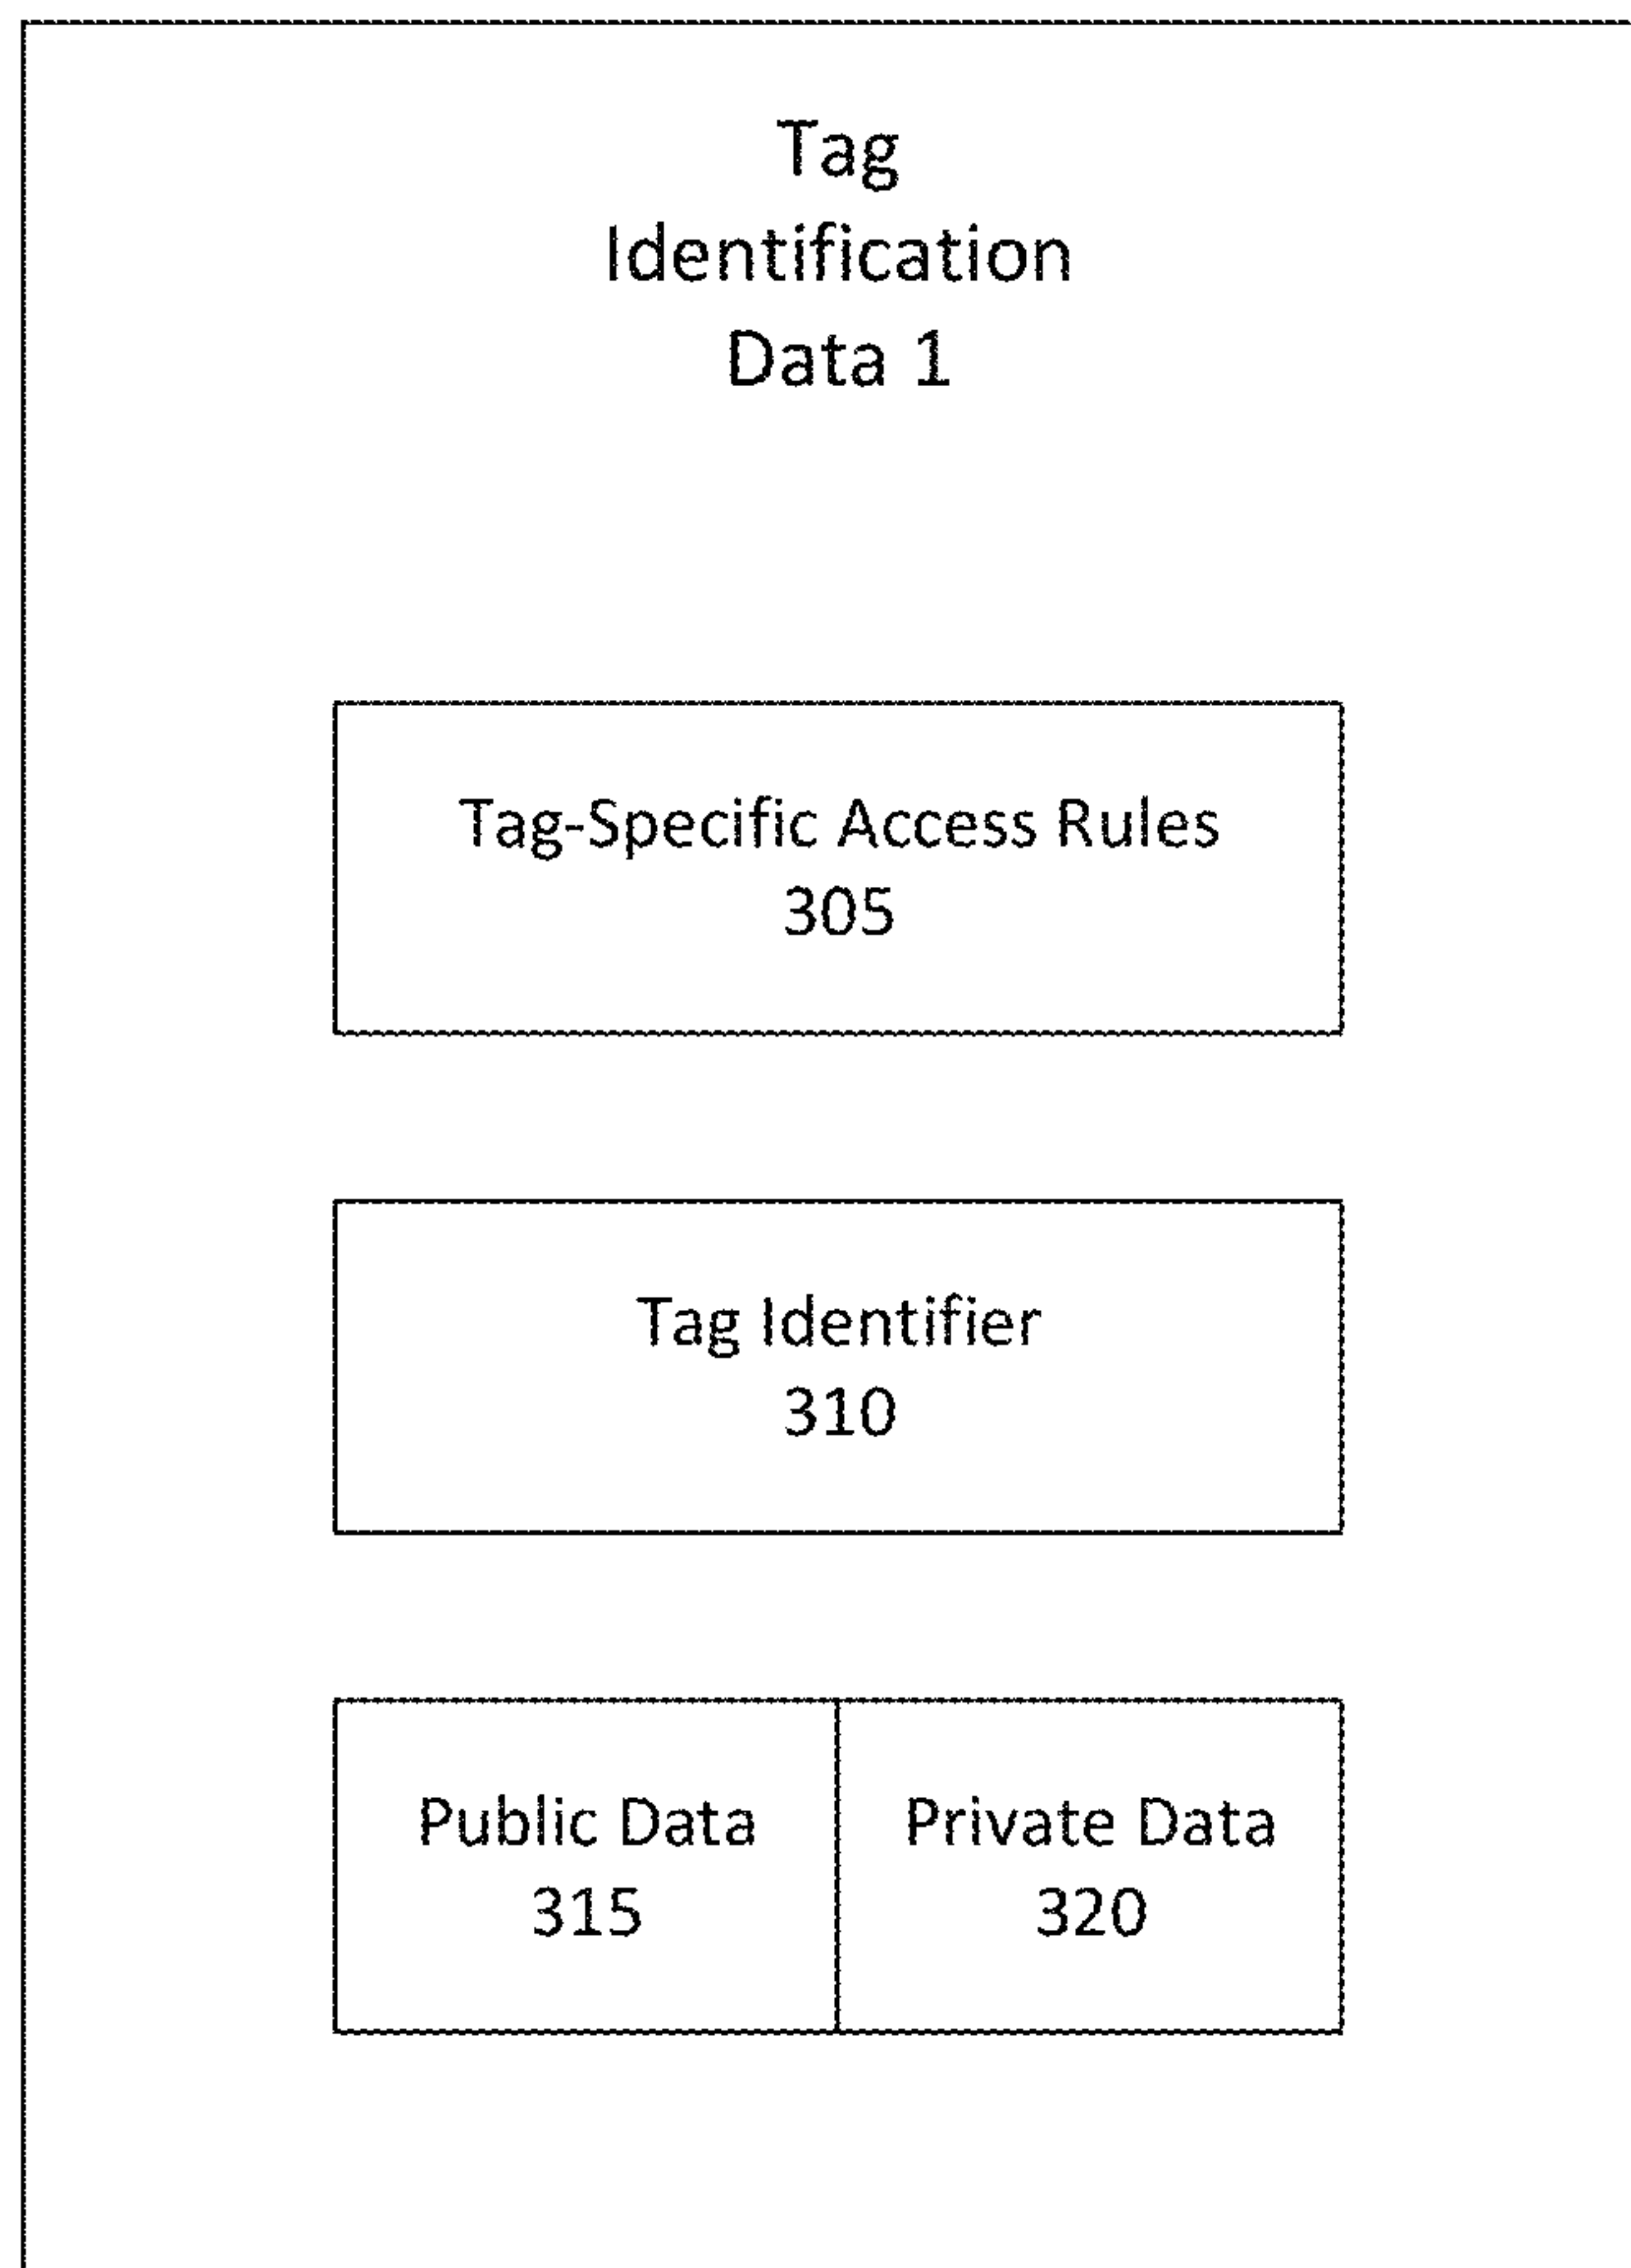 Tag
Identification
Data 1
Tag-Specific Access Rules
305
Tag Identifier
310
Public Data
315
Private Data
320